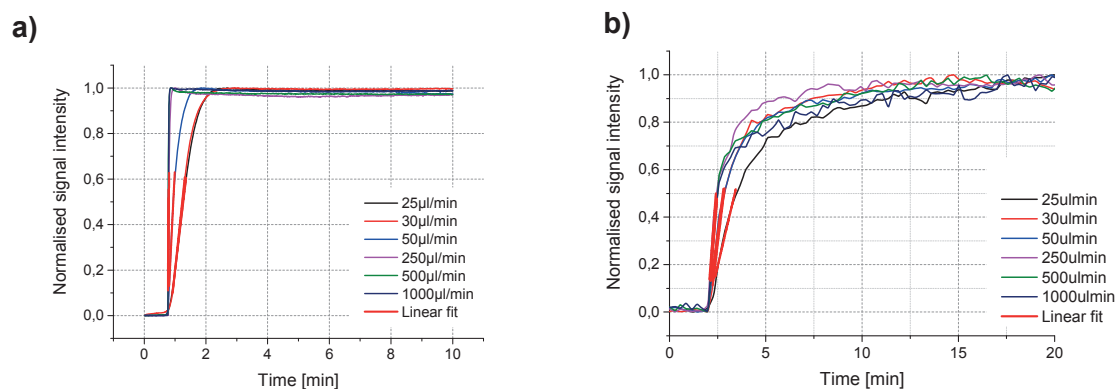 a)
Normalised signal intensity
1,0
0,8
0,6
0,4
0,2
0,0
25µl/min
30µl/min
50µl/min
250µl/min
500µl/min
1000µl/min
Linear fit
0 2 4 6 8 10
Time [min]
b)
Normalised signal intensity
1,0
0,8
0,6
0,4
0,2
0,0
25ulmin
30ulmin
50ulmin
250ulmin
500ulmin
1000ulmin
Linear fit
0 5 10 15 20
Time [min]